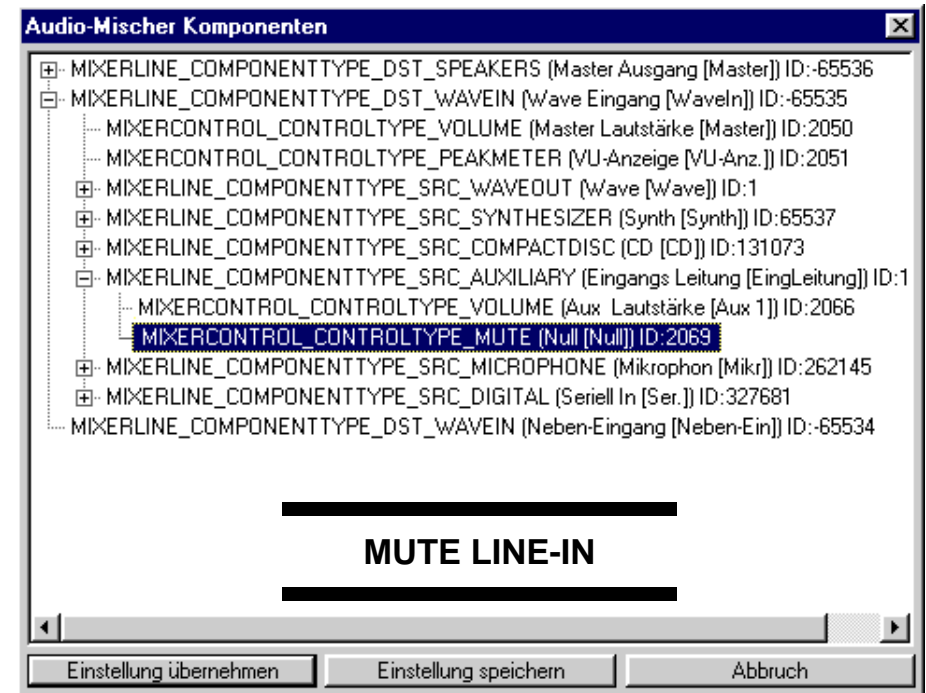 Audio-Mischer Komponenten
MIXERLINE_COMPONENTTYPE_DST_SPEAKERS (Master Ausgang [Master]) ID:-65536
MIXERLINE_COMPONENTTYPE_DST_WAVEIN (Wave Eingang [WaveIn]) ID:-65535
MIXERCONTROL_CONTROLTYPE_VOLUME (Master Lautstärke [Master]) ID:2050
MIXERCONTROL_CONTROLTYPE_PEAKMETER (VU-Anzeige [VU-Anz.]) ID:2051
MIXERLINE_COMPONENTTYPE_SRC_WAVEOUT (Wave [Wave]) ID:1
MIXERLINE_COMPONENTTYPE_SRC_SYNTHESIZER (Synth [Synth]) ID:65537
MIXERLINE_COMPONENTTYPE_SRC_COMPACTDISC (CD [CD]) ID:131073
MIXERLINE_COMPONENTTYPE_SRC_AUXILIARY (Eingangs Leitung [EingLeitung]) ID:1
MIXERCONTROL_CONTROLTYPE_VOLUME (Aux Lautstärke [Aux 1]) ID:2066
MIXERCONTROL_CONTROLTYPE_MUTE (Null [Null]) ID:2069
MIXERLINE_COMPONENTTYPE_SRC_MICROPHONE (Mikrophon [Mikr]) ID:262145
MIXERLINE_COMPONENTTYPE_SRC_DIGITAL (Seriell In [Ser.]) ID:327681
MIXERLINE_COMPONENTTYPE_DST_WAVEIN (Neben-Eingang [Neben-Ein]) ID:-65534
MUTE LINE-IN
Einstellung übernehmen Einstellung speichern Abbruch